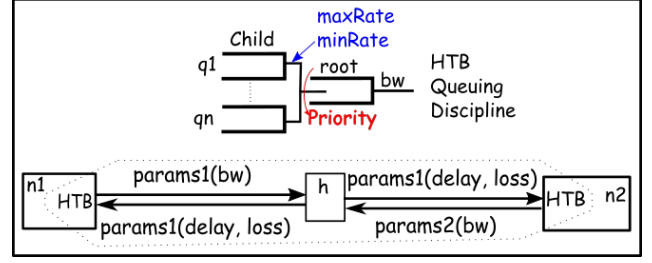 maxRate
minRate
Child
q1
qn
root
bw
Priority
HTB
Queuing
Discipline
n1
HTB
params1(bw)
params1(delay, loss)
h
params1(delay, loss)
params2(bw)
HTB
n2